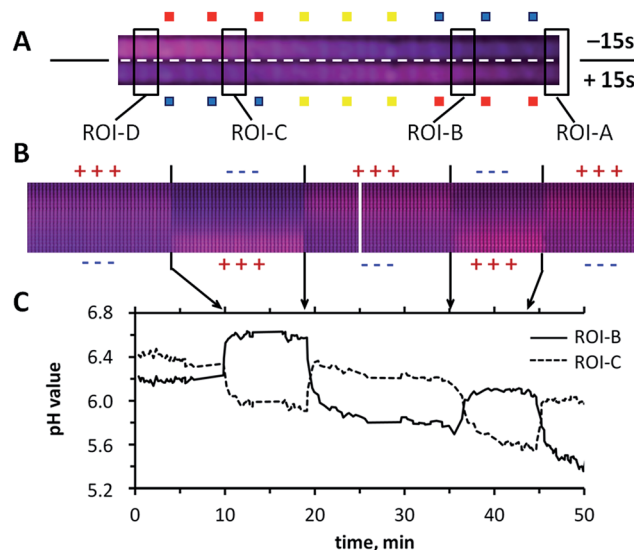 A
−15s
+ 15s
ROI-D
ROI-C
ROI-B
ROI-A
B
+ + +
- - -
+ + +
- - -
+ + +
- - -
+ + +
- - -
+ + +
- - -
C
6.8
6.4
6.0
5.6
5.2
pH value
ROI-B
ROI-C
0
10
20
30
40
50
time, min